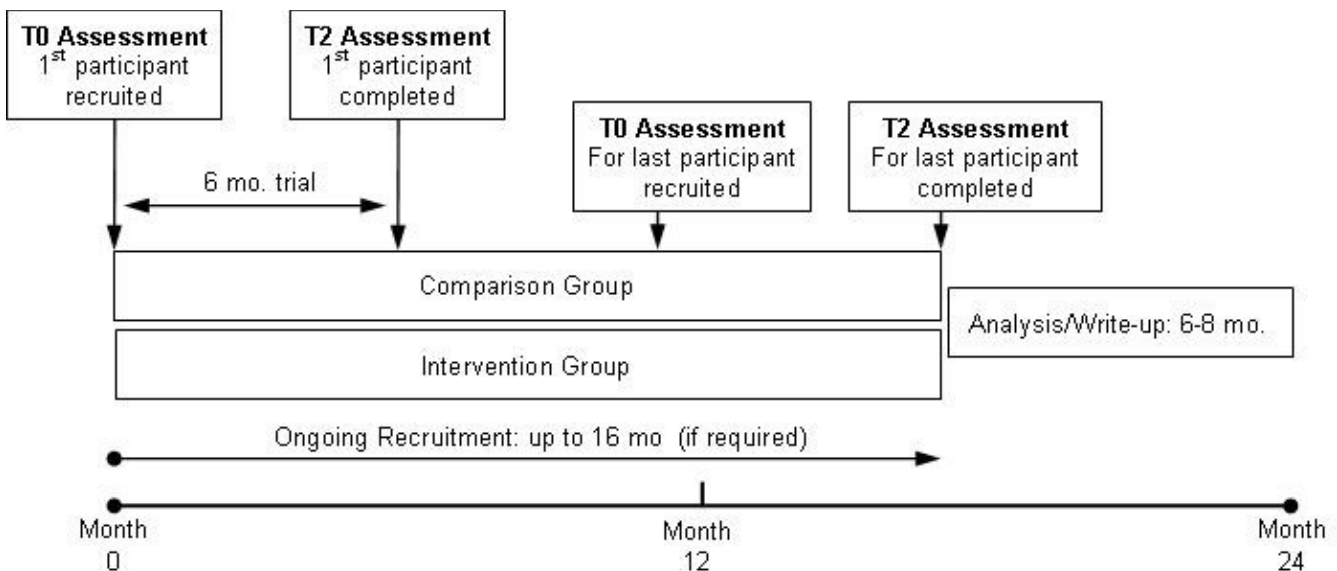 T0 Assessment
1st participant
recruited
T2 Assessment
1st participant
completed
T0 Assessment
For last participant
recruited
T2 Assessment
For last participant
completed
6 mo. trial
Comparison Group
Analysis/Write-up: 6-8 mo.
Intervention Group
Ongoing Recruitment: up to 16 mo (if required)
Month
0
Month
12
Month
24